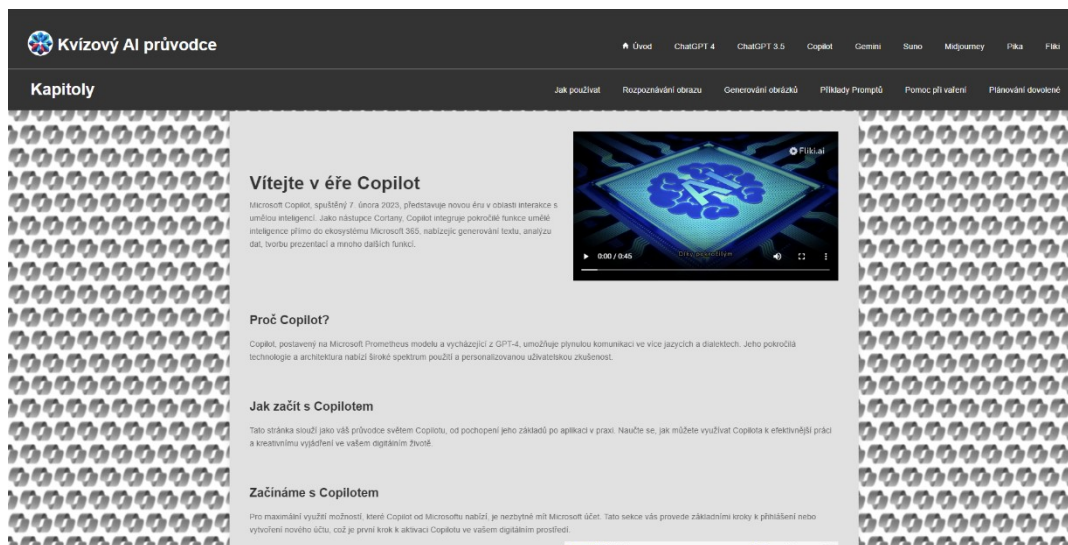 Kvízový AI průvodce
Úvod ChatGPT 4 ChatGPT 3.5 Copilot Gemini Suno Midjourney Pika Fliki
Kapitoly
Jak používat Rozpoznávání obrazu Generování obrázků Příklady Promptů Pomoc při vaření Plánování dovolené
Vítejte v éře Copilot
Microsoft Copilot, spuštěný 7. února 2023, představuje novou éru v oblasti interakce s
umělou inteligencí. Jako nástupce Cortany, Copilot integruje pokročilé funkce umělé
inteligence přímo do ekosystému Microsoft 365, nabízejíc generování textu, analýzu
dat, tvorbu prezentací a mnoho dalších funkcí.
Fliki.ai
AI
Díky pokročilým
0:00 / 0:45
Proč Copilot?
Copilot, postavený na Microsoft Prometheus modelu a vycházející z GPT-4, umožňuje plynulou komunikaci ve více jazycích a dialektech. Jeho pokročilá
technologie a architektura nabízí široké spektrum použití a personalizovanou uživatelskou zkušenost.
Jak začít s Copilotem
Tato stránka slouží jako váš průvodce světem Copilotu, od pochopení jeho základů po aplikaci v praxi. Naučte se, jak můžete využívat Copilota k efektivnější práci
a kreativnímu vyjádření ve vašem digitálním životě
Začínáme s Copilotem
Pro maximální využití možností, které Copilot od Microsoftu nabízí, je nezbytné mít Microsoft účet. Tato sekce vás provede základními kroky k přihlášení nebo
vytvoření nového účtu, což je první krok k aktivaci Copilotu ve vašem digitálním prostředí.